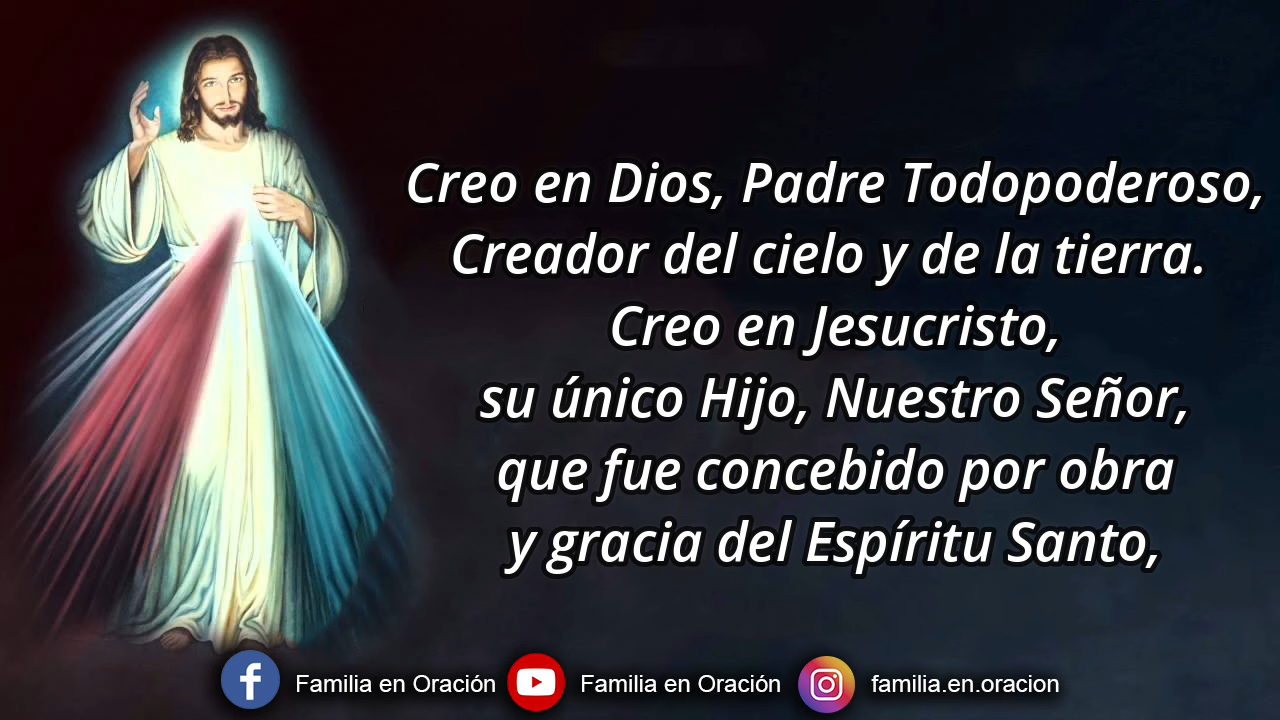 Creo en Dios, Padre Todopoderoso,
Creador del cielo y de la tierra.
Creo en Jesucristo,
su único Hijo, Nuestro Señor,
que fue concebido por obra
y gracia del Espíritu Santo,
Familia en Oración
Familia en Oración
familia.en.oracion